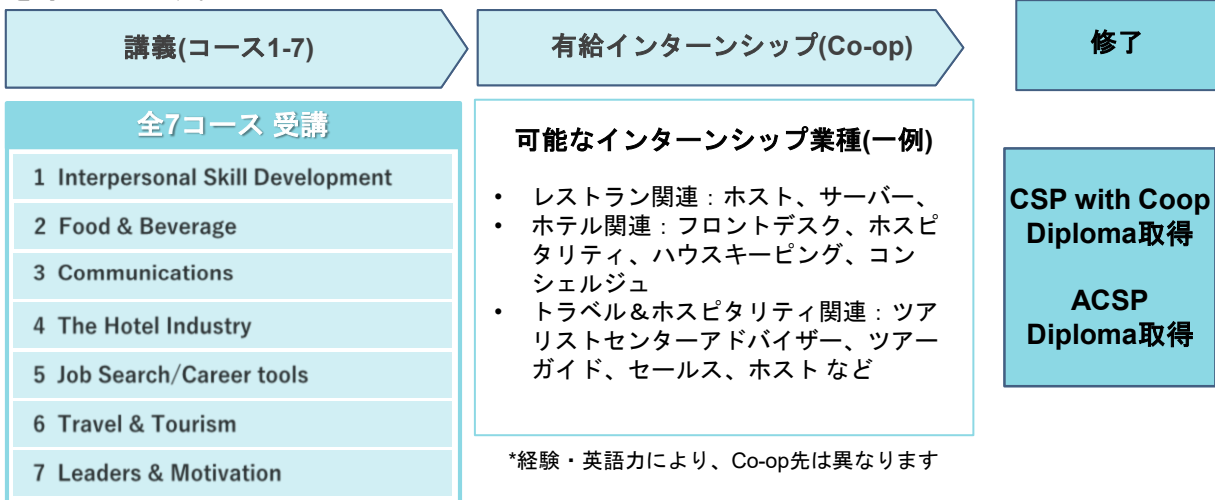 講義(コース1-7)
有給インターンシップ(Co-op)
修了
全7コース 受講
1 Interpersonal Skill Development
2 Food & Beverage
3 Communications
4 The Hotel Industry
5 Job Search/Career tools
6 Travel & Tourism
7 Leaders & Motivation
可能なインターンシップ業種(一例)
• レストラン関連：ホスト、サーバー、
• ホテル関連：フロントデスク、ホスピ
タリティ、ハウスキーピング、コン
シェルジュ
• トラベル＆ホスピタリティ関連：ツア
リストセンターアドバイザー、ツアー
ガイド、セールス、ホスト など
*経験・英語力により、Co-op先は異なります
CSP with Coop
Diploma取得
ACSP
Diploma取得